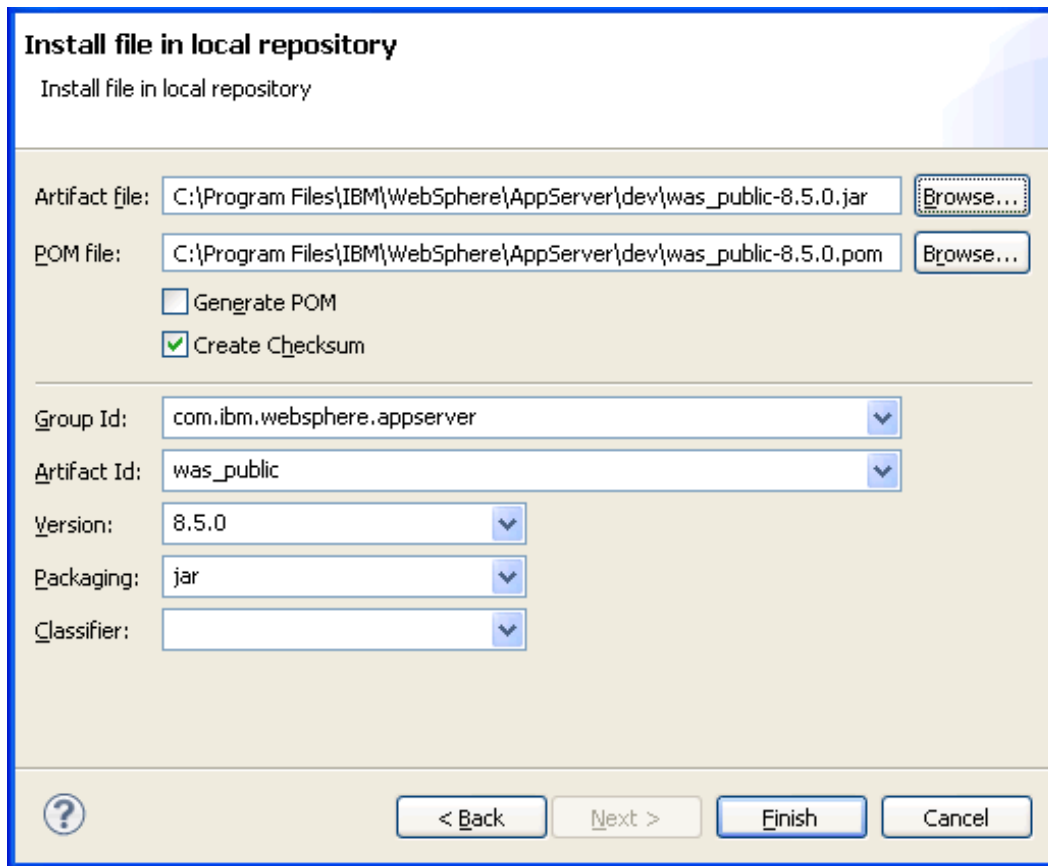 Install file in local repository
Install file in local repository
Artifact file: C:\Program Files\IBM\WebSphere\AppServer\dev\was_public-8.5.0.jar Browse...
POM file: C:\Program Files\IBM\WebSphere\AppServer\dev\was_public-8.5.0.pom Browse...
Generate POM
Create Checksum
Group Id: com.ibm.websphere.appserver
Artifact Id: was_public
Version: 8.5.0
Packaging: jar
Classifier:
? < Back Next > Finish Cancel